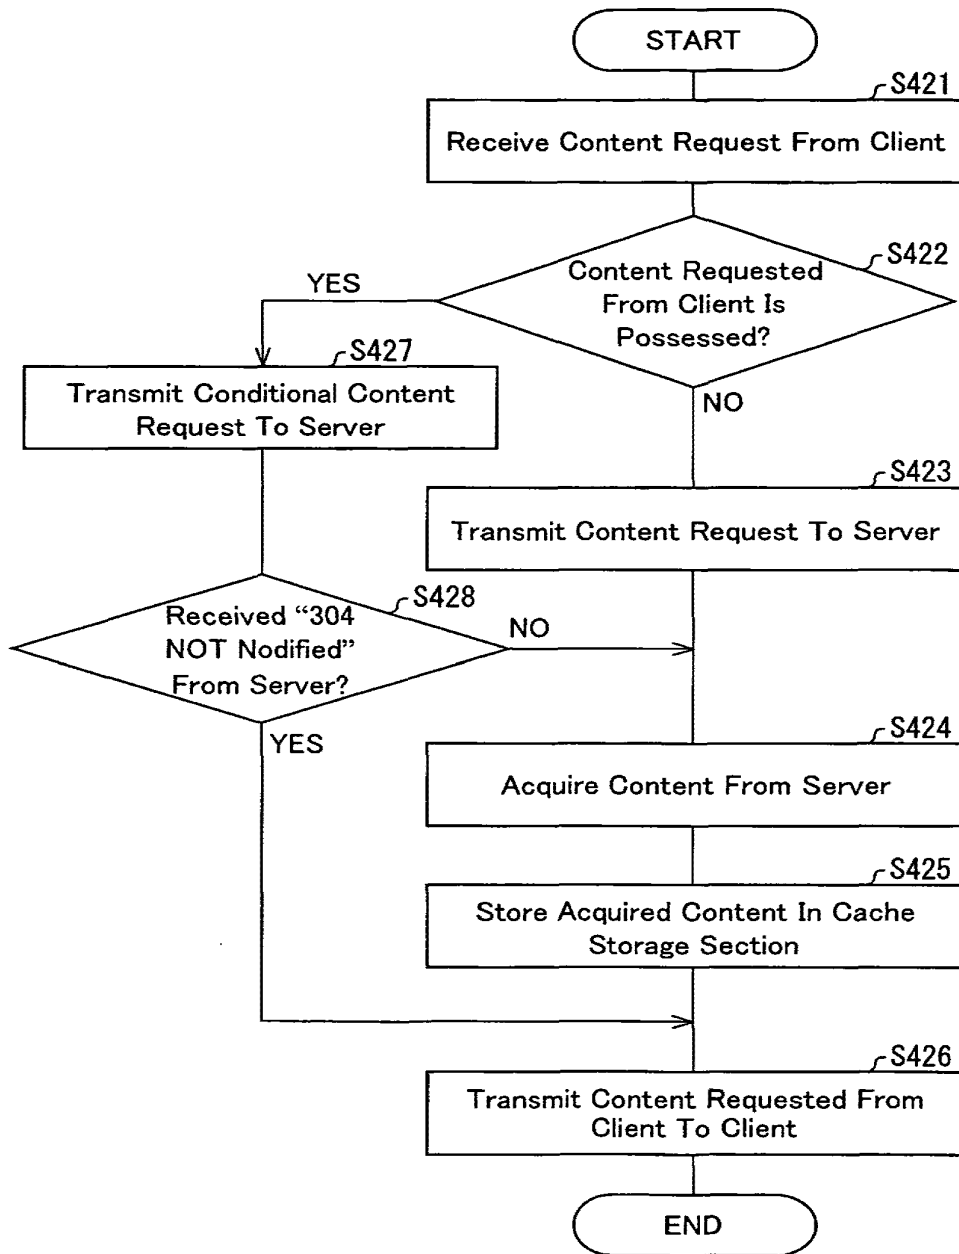 START
S421
Receive Content Request From Client
S422
Content Requested
From Client Is
Possessed?
YES
NO
S427
Transmit Conditional Content
Request To Server
S423
Transmit Content Request To Server
S428
Received “304
NOT Nodified”
From Server?
NO
YES
S424
Acquire Content From Server
S425
Store Acquired Content In Cache
Storage Section
S426
Transmit Content Requested From
Client To Client
END